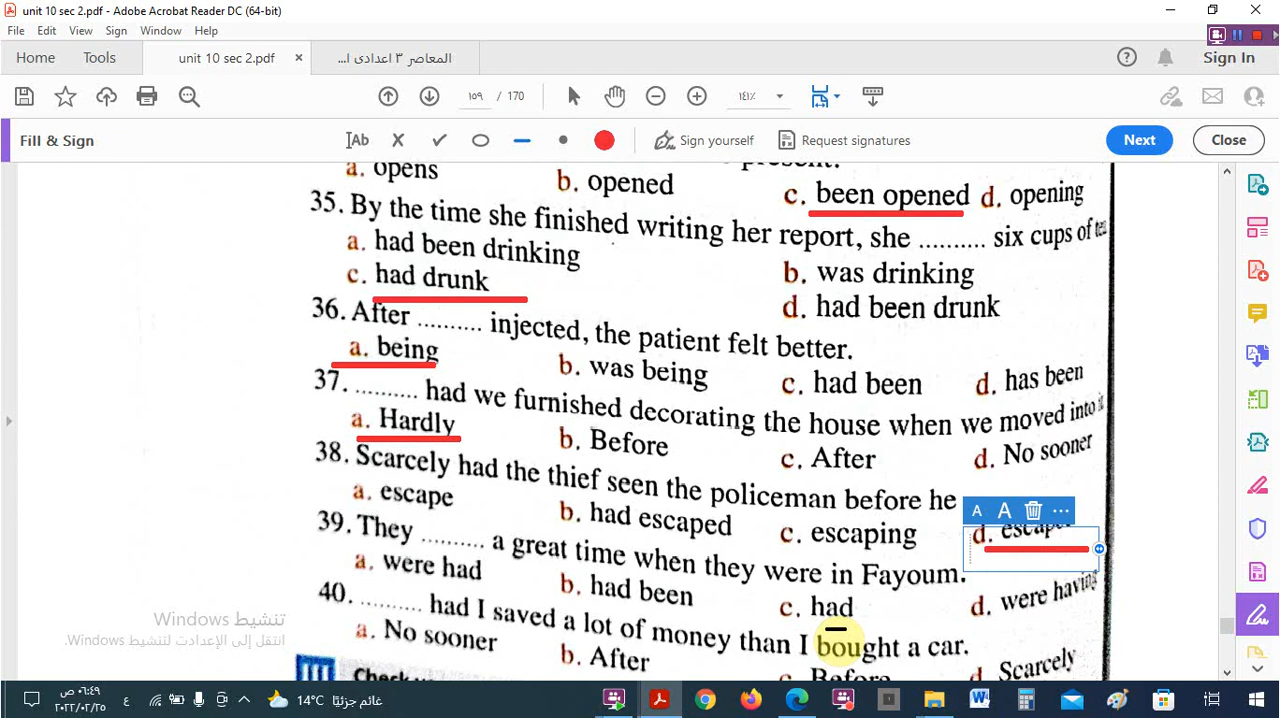 unit 10 sec 2.pdf - Adobe Acrobat Reader DC (64-bit)
File Edit View Sign Window Help
Home Tools unit 10 sec 2.pdf × المعاصر ٣ اعدادى ا... Sign In
١٥٩ / 170 ١٤١٪
Fill & Sign Ab Sign yourself Request signatures Next Close
present.
a. opens b. opened c. been opened d. opening
35. By the time she finished writing her report, she .......... six cups of tea
a. had been drinking b. was drinking
c. had drunk d. had been drunk
36. After .......... injected, the patient felt better.
a. being b. was being c. had been d. has been
37. .......... had we furnished decorating the house when we moved into it
a. Hardly b. Before c. After d. No sooner
38. Scarcely had the thief seen the policeman before he
a. escape b. had escaped c. escaping d.
A A ...
39. They .......... a great time when they were in Fayoum.
a. were had b. had been c. had d. were having
40. .......... had I saved a lot of money than I bought a car.
a. No sooner b. After c. Before d. Scarcely
Check
تنشيط Windows
انتقل إلى الإعدادات لتنشيط Windows.
٠٦:٤٩ ص
٢٠٢٢/٠٢/٢٥
ع
14°C غائم جزئيًا